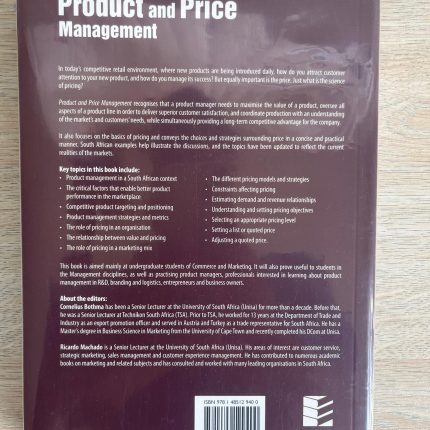 Product and Price
Management
In today's competitive retail environment, where new products are being introduced daily, how do you attract customer
attention to your new product, and how do you manage its success? But equally important is the price. Just what is the science
of pricing?
Product and Price Management recognises that a product manager needs to maximise the value of a product, oversee all
aspects of a product line in order to deliver superior customer satisfaction, and coordinate production with an understanding
of the market's and customers' needs, while simultaneously providing a long-term competitive advantage for the company.
It also focuses on the basics of pricing and conveys the choices and strategies surrounding price in a concise and practical
manner. South African examples help illustrate the discussions, and the topics have been updated to reflect the current
realities of the markets.
Key topics in this book include:
• Product management in a South African context
• The critical factors that enable better product
performance in the marketplace
• Competitive product targeting and positioning
• Product management strategies and metrics
• The role of pricing in an organisation
• The relationship between value and pricing
• The role of pricing in a marketing mix
• The different pricing models and strategies
• Constraints affecting pricing
• Estimating demand and revenue relationships
• Understanding and setting pricing objectives
• Selecting an appropriate pricing level
• Setting a list or quoted price
• Adjusting a quoted price.
This book is aimed mainly at undergraduate students of Commerce and Marketing. It will also prove useful to students in
the Management disciplines, as well as practising product managers, professionals interested in learning about product
management in R&D, branding and logistics, entrepreneurs and business owners.
About the editors:
Cornelius Bothma has been a Senior Lecturer at the University of South Africa (Unisa) for more than a decade. Before that,
he was a Senior Lecturer at Technikon South Africa (TSA). Prior to TSA, he worked for 13 years at the Department of Trade and
Industry as an export promotion officer and served in Austria and Turkey as a trade representative for South Africa. He has a
Master's degree in Business Science in Marketing from the University of Cape Town and recently completed his DCom at Unisa.
Ricardo Machado is a Senior Lecturer at the University of South Africa (Unisa). His areas of interest are customer service,
strategic marketing, sales management and customer experience management. He has contributed to numerous academic
books on marketing and related subjects and has consulted and worked with many leading organisations in South Africa.
ISBN 978 1 48512 940 0